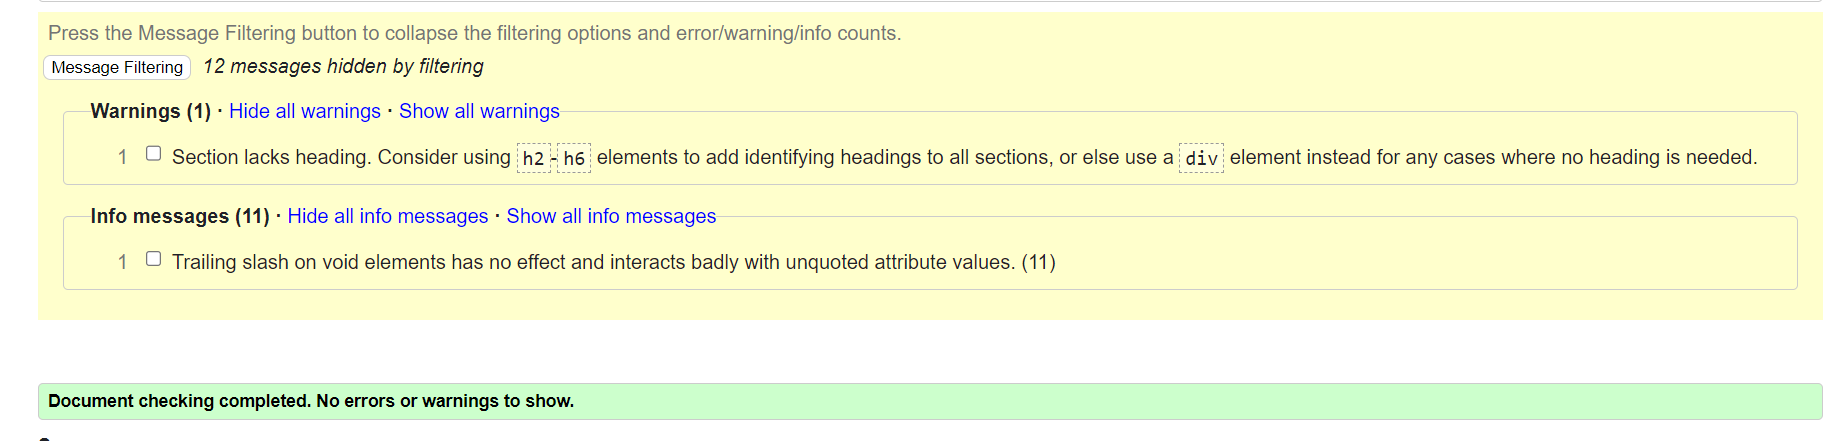 Press the Message Filtering button to collapse the filtering options and error/warning/info counts.
Message Filtering 12 messages hidden by filtering
Warnings (1) · Hide all warnings · Show all warnings
1 Section lacks heading. Consider using h2-h6 elements to add identifying headings to all sections, or else use a div element instead for any cases where no heading is needed.
Info messages (11) · Hide all info messages · Show all info messages
1 Trailing slash on void elements has no effect and interacts badly with unquoted attribute values. (11)
Document checking completed. No errors or warnings to show.